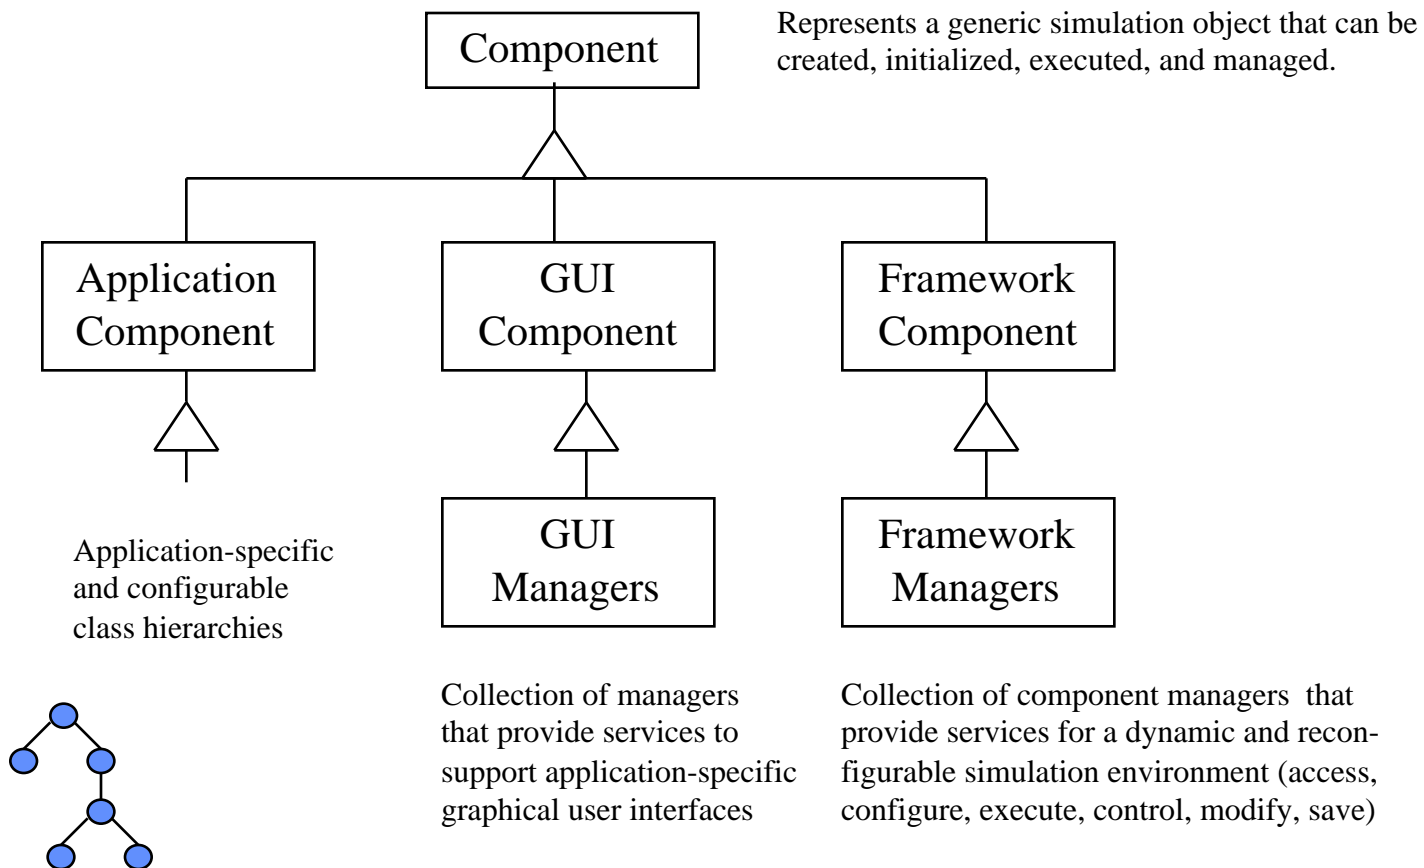 Component
Represents a generic simulation object that can be
created, initialized, executed, and managed.
Application
Component
GUI
Component
Framework
Component
Application-specific
and configurable
class hierarchies
GUI
Managers
Framework
Managers
Collection of managers
that provide services to
support application-specific
graphical user interfaces
Collection of component managers that
provide services for a dynamic and recon-
figurable simulation environment (access,
configure, execute, control, modify, save)